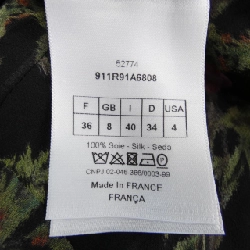 52774
911R91A6808
F GB I D USA
36 8 40 34 4
100% Soie - Silk - Seda
Made in FRANCE
FRANÇA